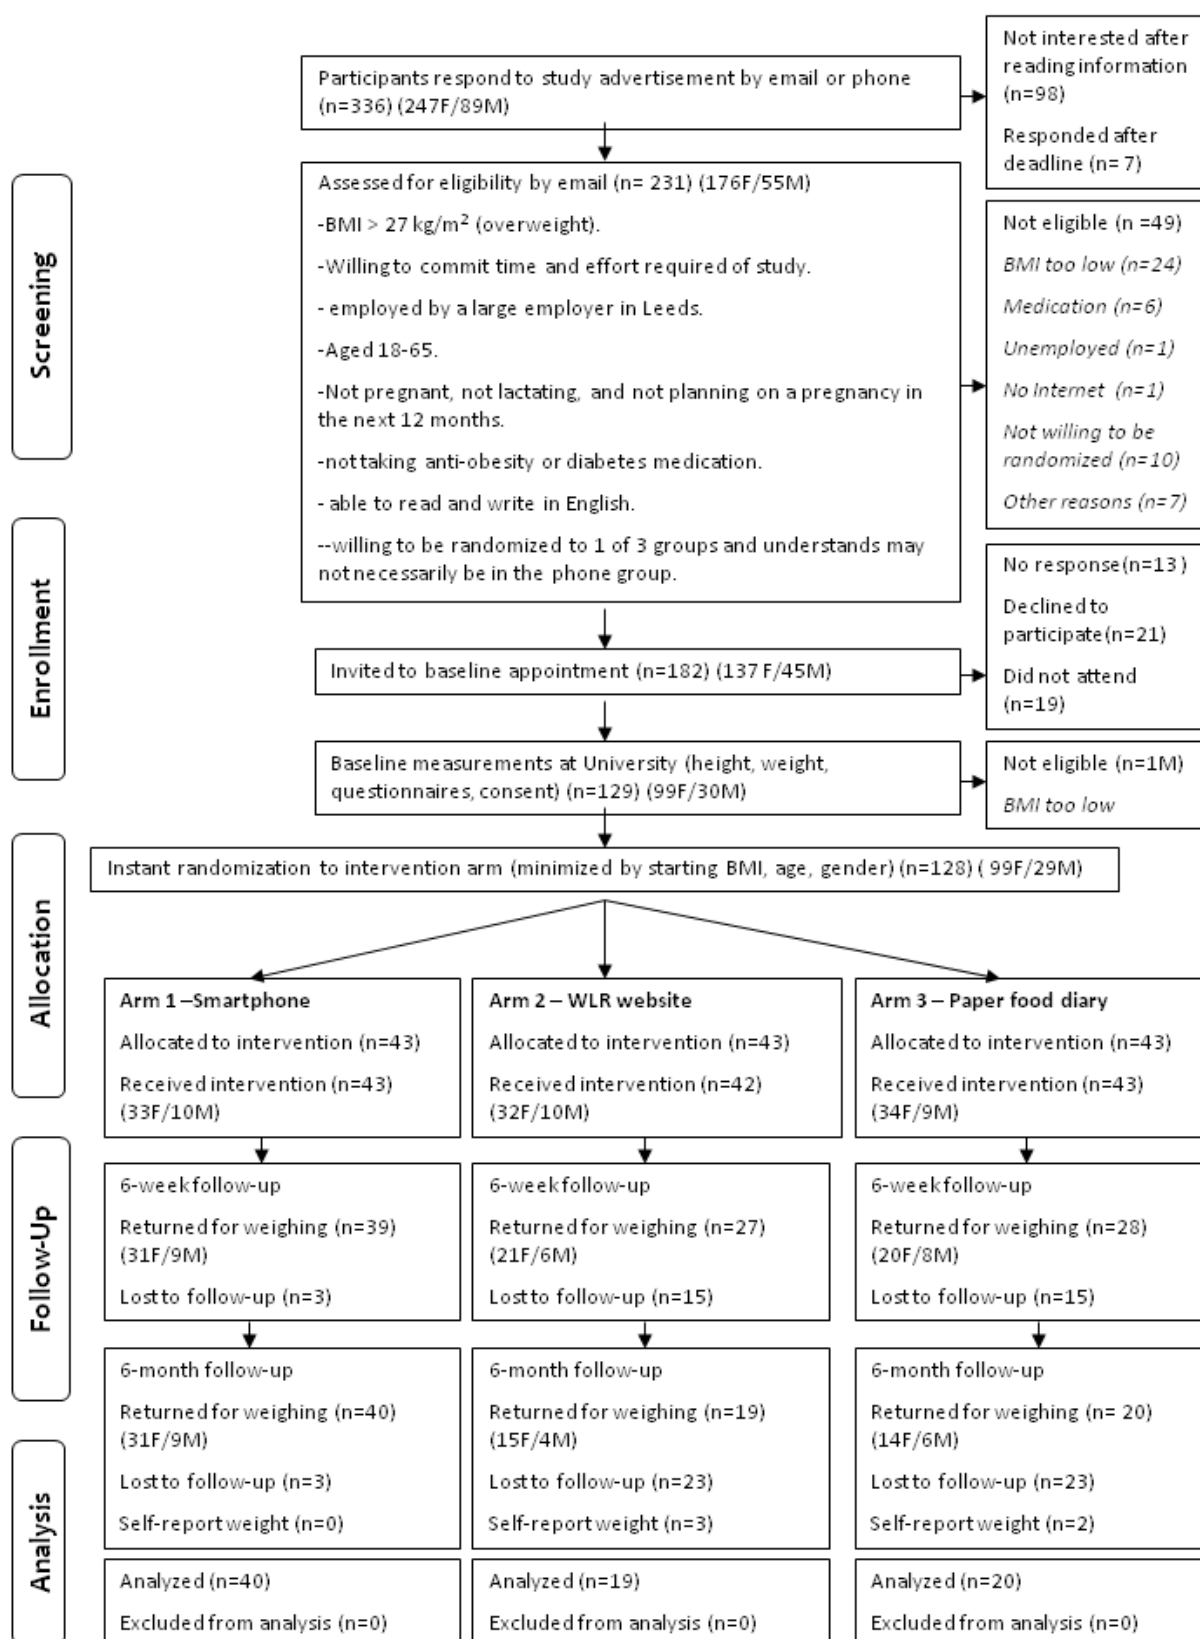 Participants respond to study advertisement by email or phone
(n=336) (247F/89M)
Not interested after
reading information
(n=98)
Responded after
deadline (n= 7)
Screening
Assessed for eligibility by email (n= 231) (176F/55M)
-BMI > 27 kg/m² (overweight).
-Willing to commit time and effort required of study.
- employed by a large employer in Leeds.
-Aged 18-65.
-Not pregnant, not lactating, and not planning on a pregnancy in
the next 12 months.
-not taking anti-obesity or diabetes medication.
- able to read and write in English.
--willing to be randomized to 1 of 3 groups and understands may
not necessarily be in the phone group.
Not eligible (n =49)
BMI too low (n=24)
Medication (n=6)
Unemployed (n=1)
No Internet (n=1)
Not willing to be
randomized (n=10)
Other reasons (n=7)
Enrollment
Invited to baseline appointment (n=182) (137 F/45M)
No response(n=13)
Declined to
participate(n=21)
Did not attend
(n=19)
Baseline measurements at University (height, weight,
questionnaires, consent) (n=129) (99F/30M)
Not eligible (n=1M)
BMI too low
Allocation
Instant randomization to intervention arm (minimized by starting BMI, age, gender) (n=128) ( 99F/29M)
Arm 1 –Smartphone
Allocated to intervention (n=43)
Received intervention (n=43)
(33F/10M)
Arm 2 – WLR website
Allocated to intervention (n=43)
Received intervention (n=42)
(32F/10M)
Arm 3 – Paper food diary
Allocated to intervention (n=43)
Received intervention (n=43)
(34F/9M)
Follow-Up
6-week follow-up
Returned for weighing (n=39)
(31F/9M)
Lost to follow-up (n=3)
6-week follow-up
Returned for weighing (n=27)
(21F/6M)
Lost to follow-up (n=15)
6-week follow-up
Returned for weighing (n=28)
(20F/8M)
Lost to follow-up (n=15)
6-month follow-up
Returned for weighing (n=40)
(31F/9M)
Lost to follow-up (n=3)
Self-report weight (n=0)
6-month follow-up
Returned for weighing (n=19)
(15F/4M)
Lost to follow-up (n=23)
Self-report weight (n=3)
6-month follow-up
Returned for weighing (n= 20)
(14F/6M)
Lost to follow-up (n=23)
Self-report weight (n=2)
Analysis
Analyzed (n=40)
Excluded from analysis (n=0)
Analyzed (n=19)
Excluded from analysis (n=0)
Analyzed (n=20)
Excluded from analysis (n=0)